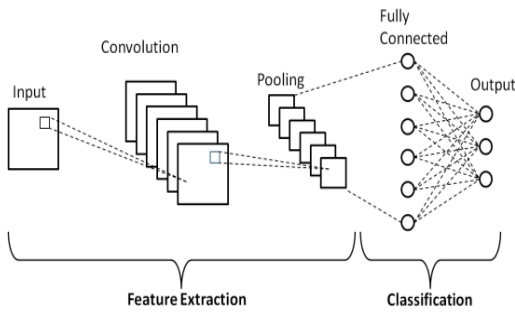 Fully
Connected
Convolution
Input
Pooling
Output
Feature Extraction
Classification